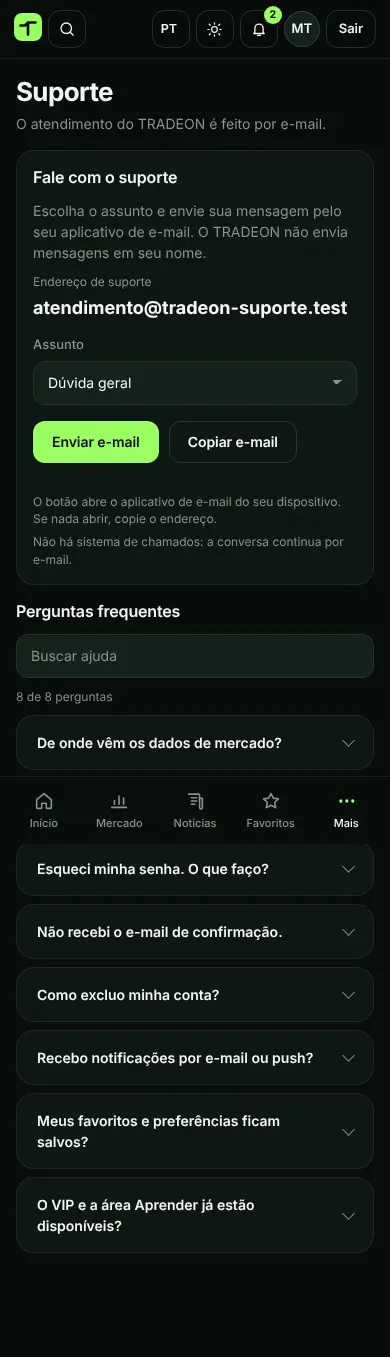 PT
2
MT
Sair
Suporte
O atendimento do TRADEON é feito por e-mail.
Fale com o suporte
Escolha o assunto e envie sua mensagem pelo
seu aplicativo de e-mail. O TRADEON não envia
mensagens em seu nome.
Endereço de suporte
atendimento@tradeon-suporte.test
Assunto
Dúvida geral
Enviar e-mail
Copiar e-mail
O botão abre o aplicativo de e-mail do seu dispositivo.
Se nada abrir, copie o endereço.
Não há sistema de chamados: a conversa continua por
e-mail.
Perguntas frequentes
Buscar ajuda
8 de 8 perguntas
De onde vêm os dados de mercado?
Início
Mercado
Notícias
Favoritos
Mais
Esqueci minha senha. O que faço?
Não recebi o e-mail de confirmação.
Como excluo minha conta?
Recebo notificações por e-mail ou push?
Meus favoritos e preferências ficam
salvos?
O VIP e a área Aprender já estão
disponíveis?